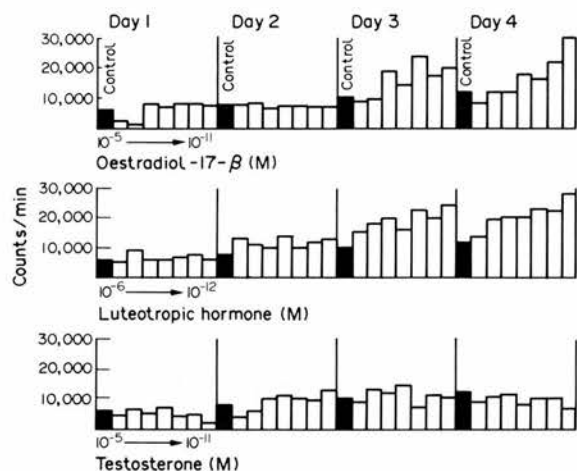 Day 1 Day 2 Day 3 Day 4
30,000
20,000
10,000
Control Control Control Control
10⁻⁵ → 10⁻¹¹
Oestradiol -17-β (M)
Counts/min
30,000
20,000
10,000
10⁻⁶ → 10⁻¹²
Luteotropic hormone (M)
30,000
20,000
10,000
10⁻⁵ → 10⁻¹¹
Testosterone (M)